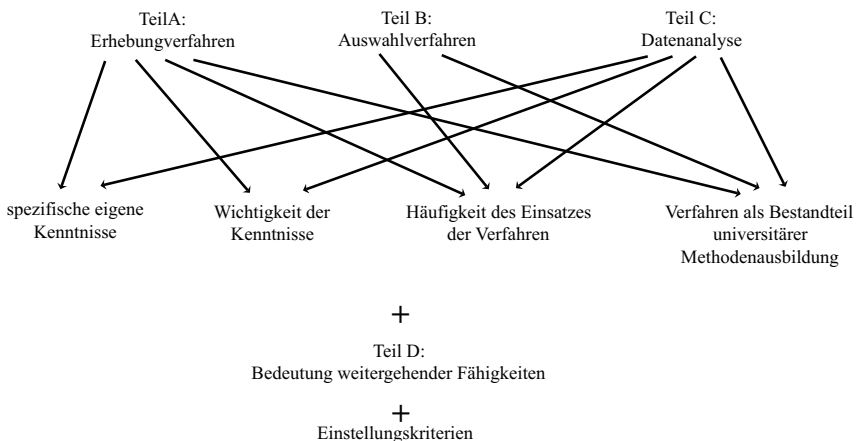 TeilA:
Erhebungverfahren
Teil B:
Auswahlverfahren
Teil C:
Datenanalyse
spezifische eigene
Kenntnisse
Wichtigkeit der
Kenntnisse
Häufigkeit des Einsatzes
der Verfahren
Verfahren als Bestandteil
universitärer
Methodenausbildung
+
Teil D:
Bedeutung weitergehender Fähigkeiten
+
Einstellungskriterien